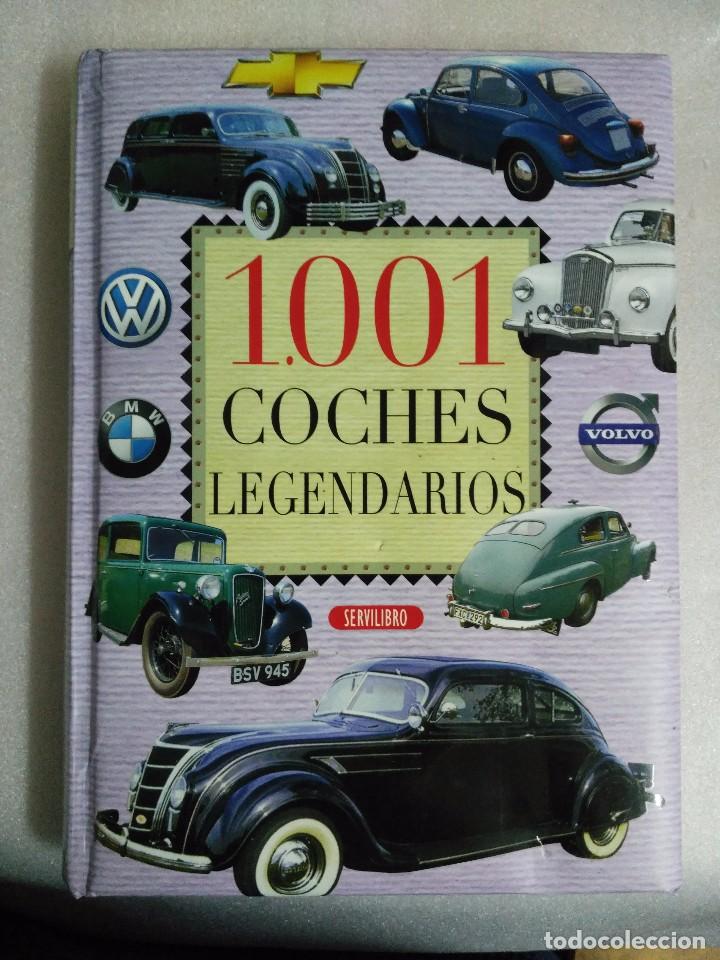 1.001
COCHES
LEGENDARIOS
BMW
VOLVO
SERVILIBRO
BSV 945
todocoleccion